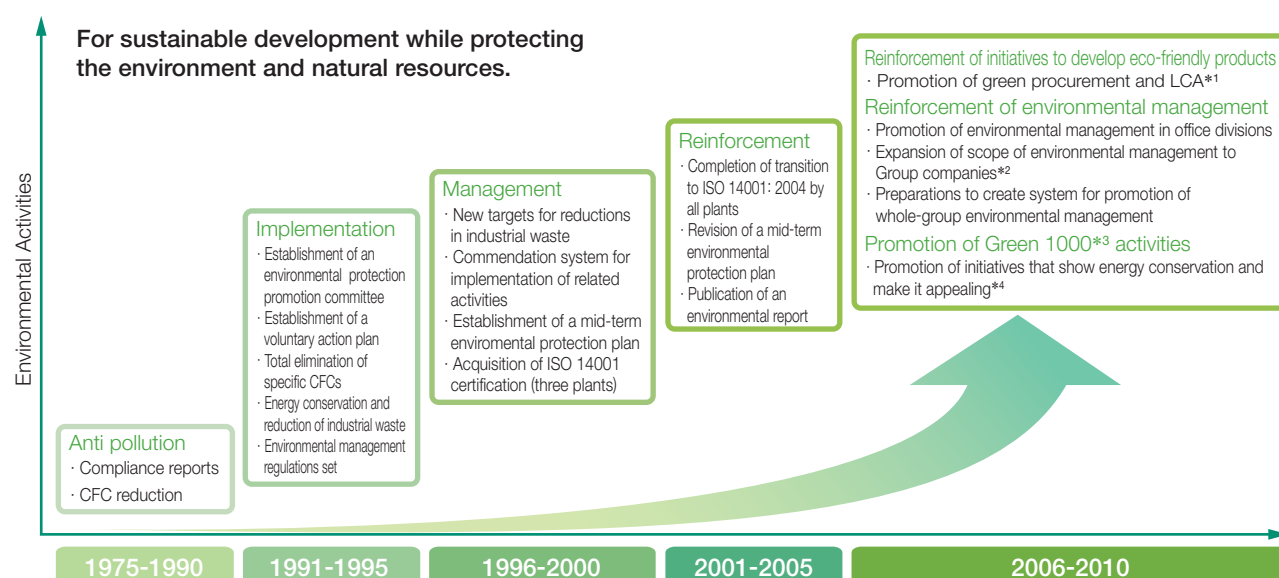 For sustainable development while protecting
the environment and natural resources.
Environmental Activities
Anti pollution
· Compliance reports
· CFC reduction
Implementation
· Establishment of an
environmental protection
promotion committee
· Establishment of a
voluntary action plan
· Total elimination of
specific CFCs
· Energy conservation and
reduction of industrial waste
· Environmental management
regulations set
Management
· New targets for reductions
in industrial waste
· Commendation system for
implementation of related
activities
· Establishment of a mid-term
enviromental protection plan
· Acquisition of ISO 14001
certification (three plants)
Reinforcement
· Completion of transition
to ISO 14001: 2004 by
all plants
· Revision of a mid-term
environmental
protection plan
· Publication of an
environmental report
Reinforcement of initiatives to develop eco-friendly products
· Promotion of green procurement and LCA*1
Reinforcement of environmental management
· Promotion of environmental management in office divisions
· Expansion of scope of environmental management to
Group companies*2
· Preparations to create system for promotion of
whole-group environmental management
Promotion of Green 1000*3 activities
· Promotion of initiatives that show energy conservation and
make it appealing*4
1975-1990
1991-1995
1996-2000
2001-2005
2006-2010